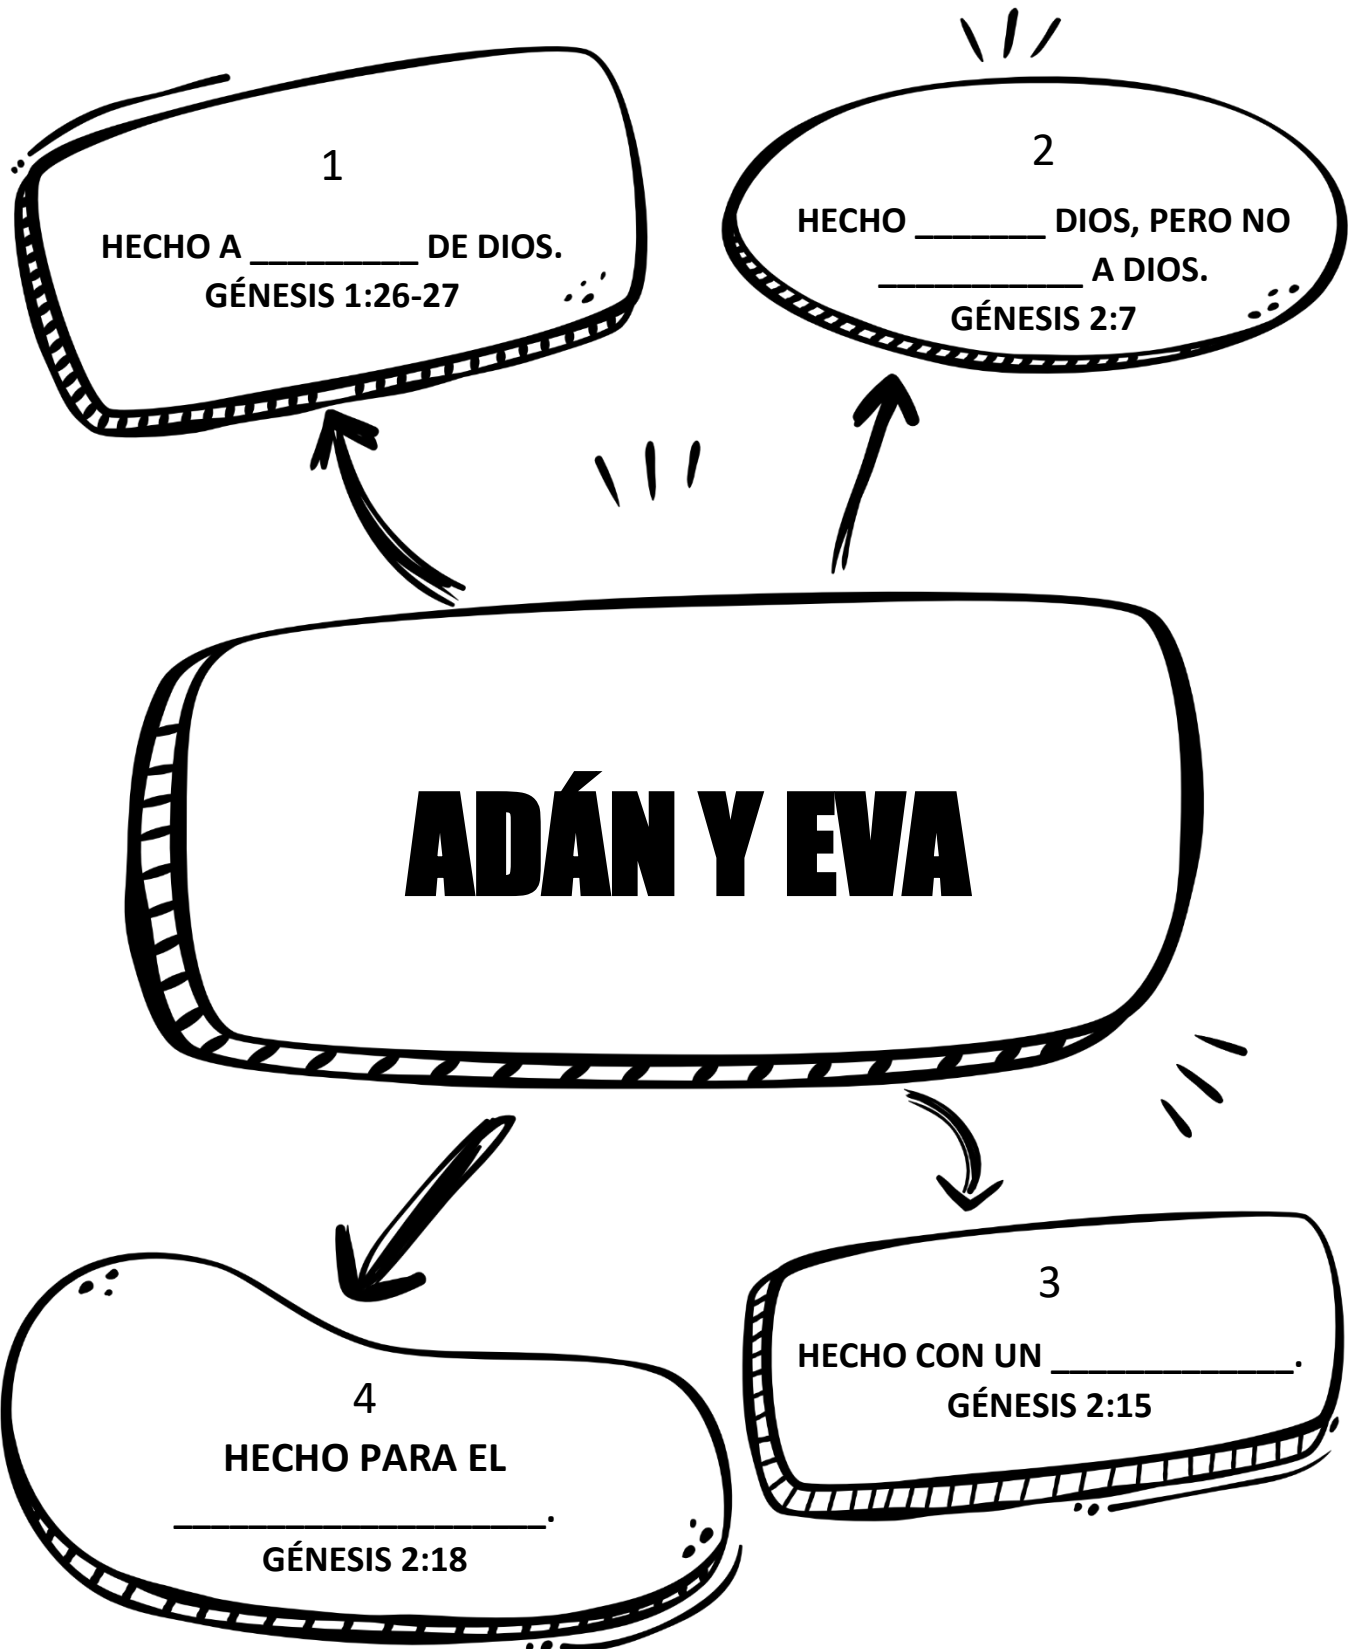 1
HECHO A _________ DE DIOS.
GÉNESIS 1:26-27
2
HECHO _______ DIOS, PERO NO
___________ A DIOS.
GÉNESIS 2:7
ADÁN Y EVA
3
HECHO CON UN _____________.
GÉNESIS 2:15
4
HECHO PARA EL
____________________.
GÉNESIS 2:18